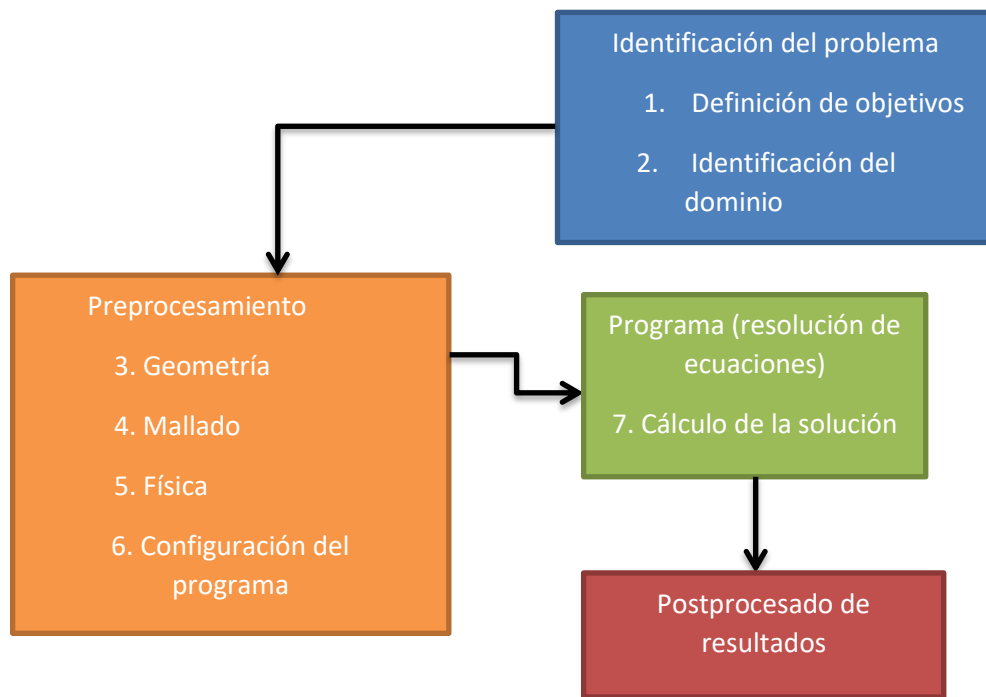 Identificación del problema
1. Definición de objetivos
2. Identificación del
dominio
Preprocesamiento
3. Geometría
4. Mallado
5. Física
6. Configuración del
programa
Programa (resolución de
ecuaciones)
7. Cálculo de la solución
Postprocesado de
resultados